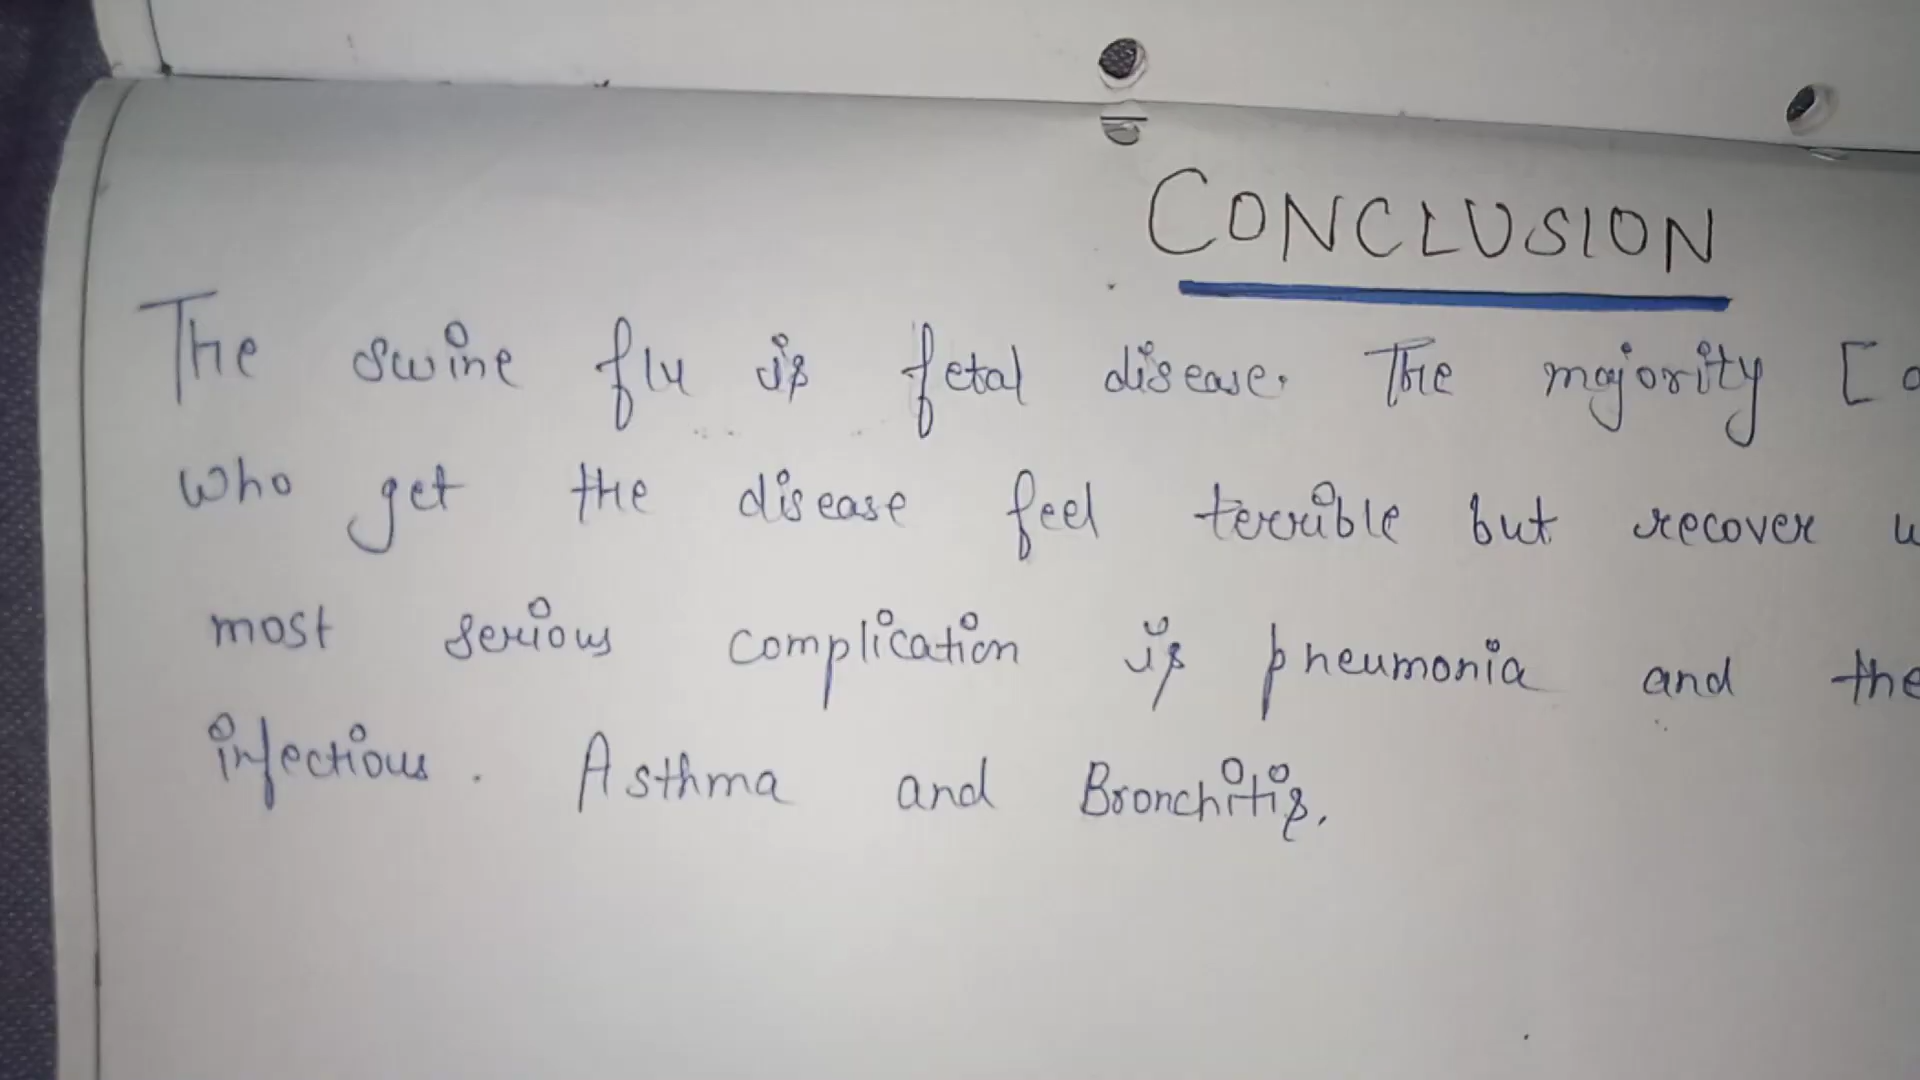 CONCLUSION
The swine flu is fetal disease. The majority [
who get the disease feel terrible but recover
most serious complication is pneumonia and the
infectious. Asthma and Bronchitis.